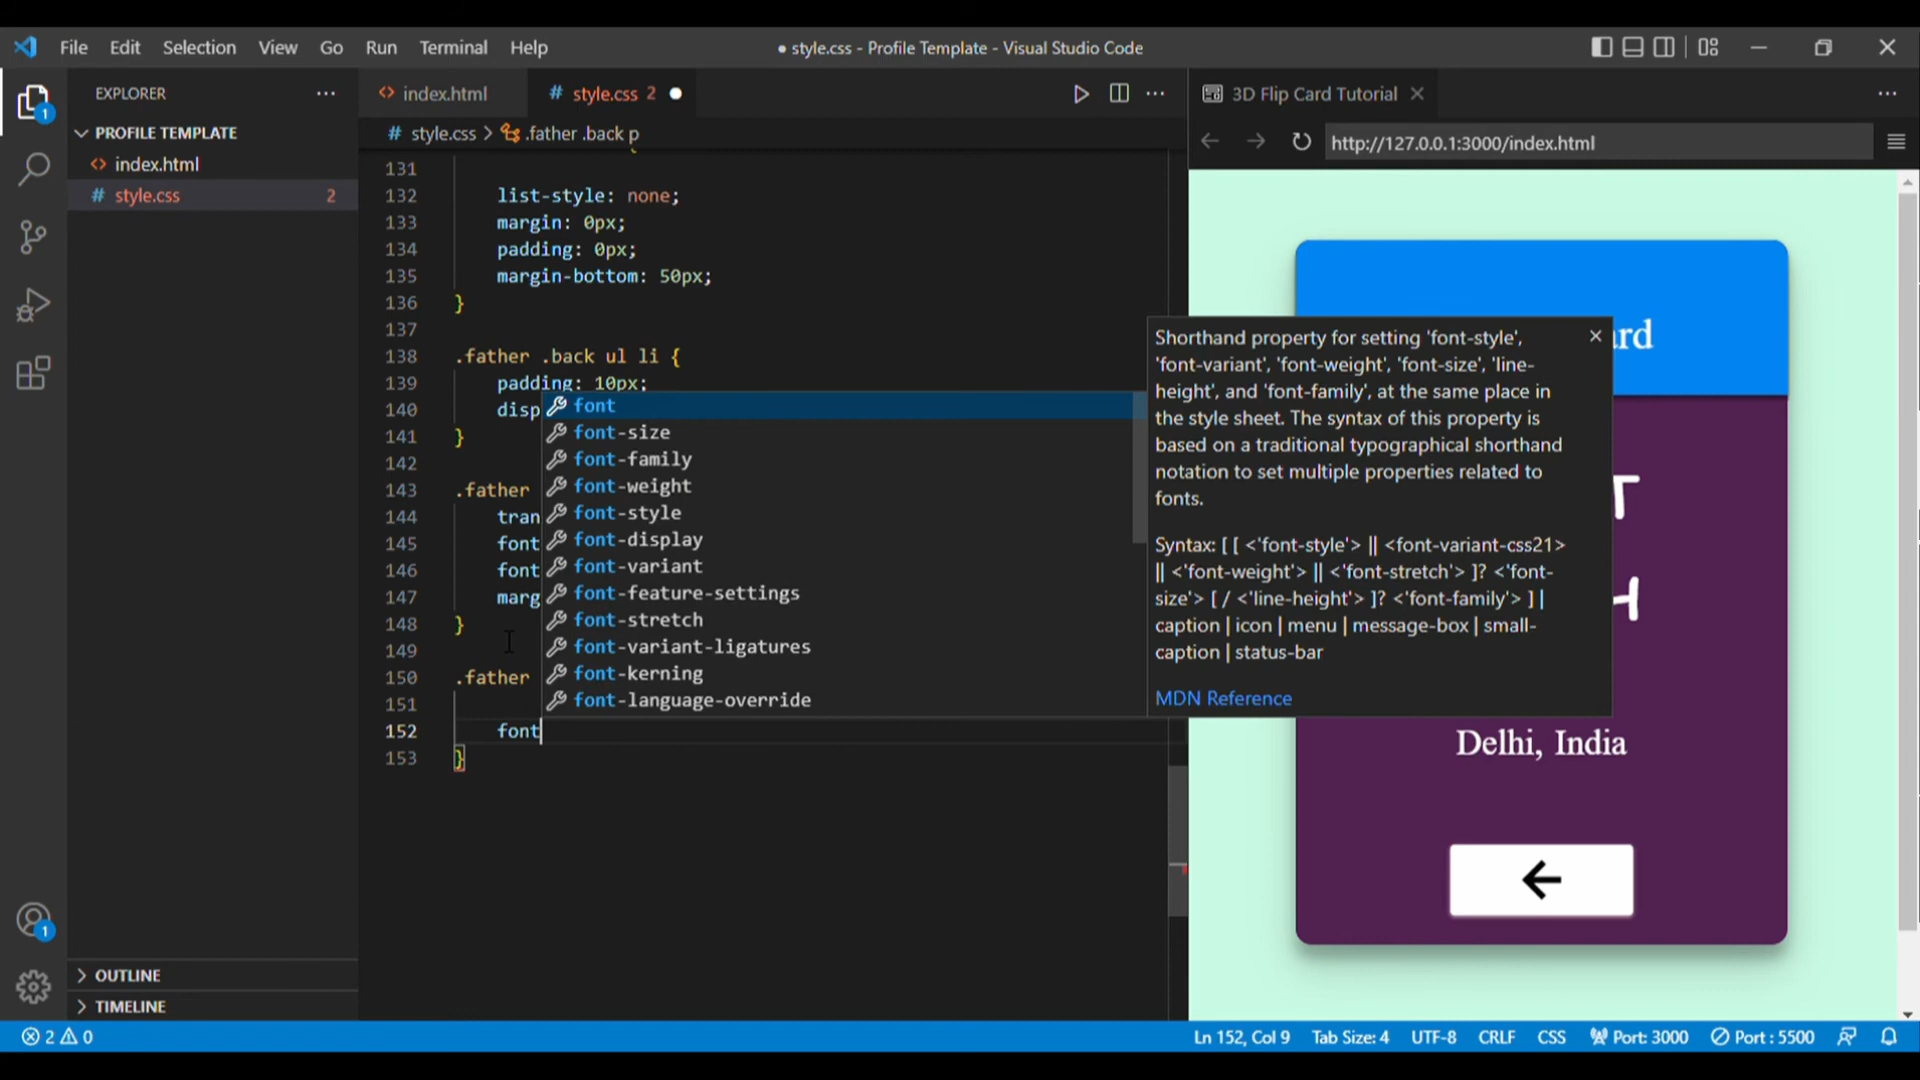 File Edit Selection View Go Run Terminal Help
● style.css - Profile Template - Visual Studio Code
EXPLORER
PROFILE TEMPLATE
index.html
style.css 2
OUTLINE
TIMELINE
1
1
index.html
style.css 2
style.css > .father .back p
131
132 list-style: none;
133 margin: 0px;
134 padding: 0px;
135 margin-bottom: 50px;
136 }
137
138 .father .back ul li {
139 padding: 10px;
140 disp
141 }
142
143 .father
144 tran
145 font
146 font
147 marg
148 }
149
150 .father
151
152 font
153 }
font
font-size
font-family
font-weight
font-style
font-display
font-variant
font-feature-settings
font-stretch
font-variant-ligatures
font-kerning
font-language-override
Shorthand property for setting 'font-style',
'font-variant', 'font-weight', 'font-size', 'line-
height', and 'font-family', at the same place in
the style sheet. The syntax of this property is
based on a traditional typographical shorthand
notation to set multiple properties related to
fonts.
Syntax: [ [ <'font-style'> || <font-variant-css21>
|| <'font-weight'> || <'font-stretch'> ]? <'font-
size'> [ / <'line-height'> ]? <'font-family'> ] |
caption | icon | menu | message-box | small-
caption | status-bar
MDN Reference
3D Flip Card Tutorial
http://127.0.0.1:3000/index.html
Delhi, India
2 0
Ln 152, Col 9 Tab Size: 4 UTF-8 CRLF CSS Port: 3000 Port : 5500